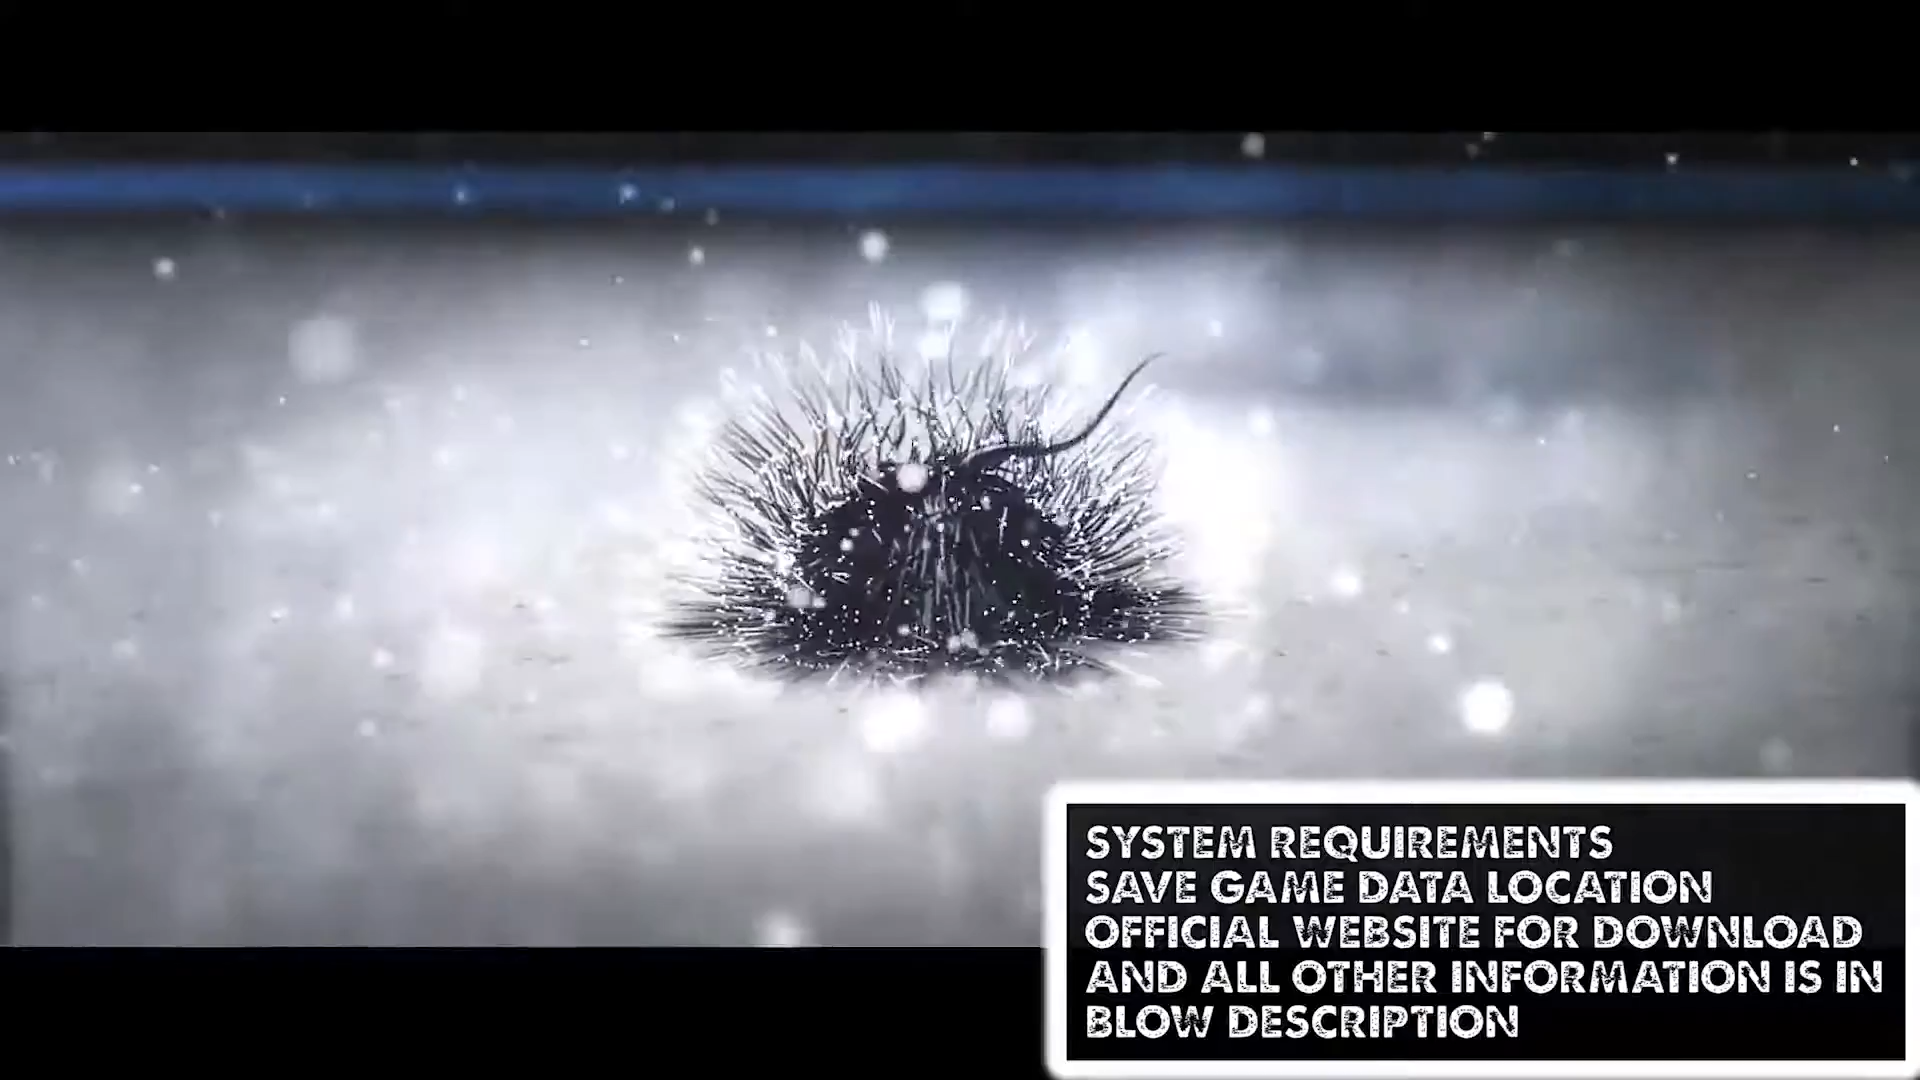 SYSTEM REQUIREMENTS
SAVE GAME DATA LOCATION
OFFICIAL WEBSITE FOR DOWNLOAD
AND ALL OTHER INFORMATION IS IN
BLOW DESCRIPTION